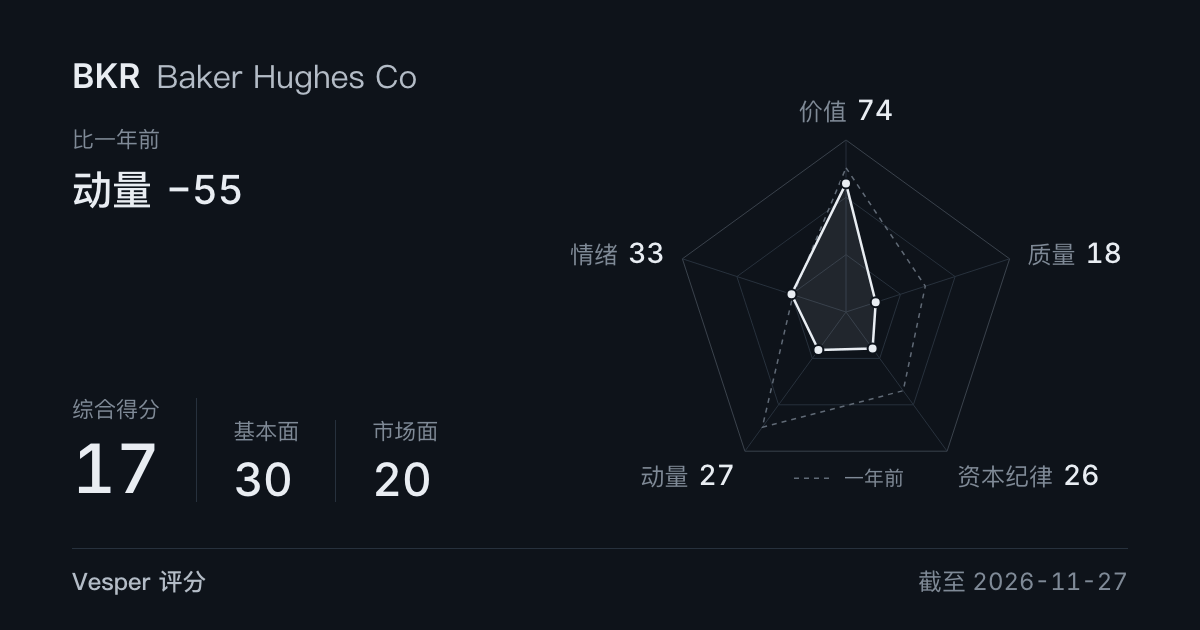 BKR Baker Hughes Co
比一年前
动量 −55
价值 74
情绪 33
质量 18
动量 27
---- 一年前
资本纪律 26
综合得分
17
基本面
30
市场面
20
Vesper 评分
截至 2026-11-27